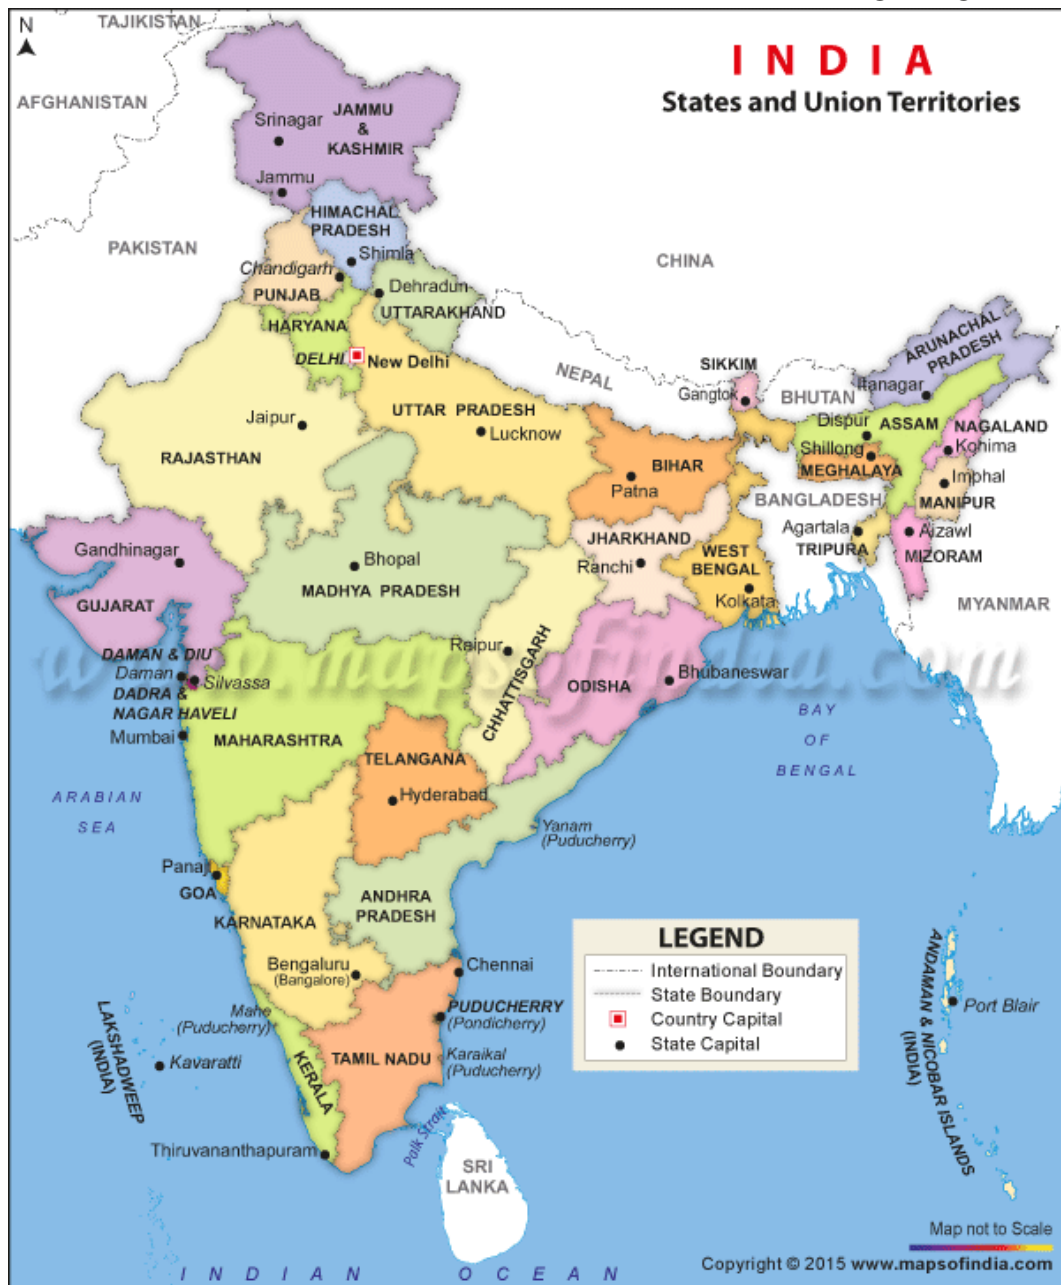 N
TAJIKISTAN
INDIA
States and Union Territories
AFGHANISTAN
JAMMU
&
KASHMIR
Srinagar
Jammu
HIMACHAL
PRADESH
Shimla
PAKISTAN
CHINA
Chandigarh
PUNJAB
Dehradun
UTTARAKHAND
HARYANA
DELHI
New Delhi
NEPAL
SIKKIM
Gangtok
BHUTAN
ARUNACHAL
PRADESH
Itanagar
Jaipur
RAJASTHAN
UTTAR PRADESH
Lucknow
BIHAR
Patna
Dispur
ASSAM
NAGALAND
Kohima
Shillong
MEGHALAYA
Imphal
MANIPUR
BANGLADESH
Agartala
TRIPURA
Aizawl
MIZORAM
Gandhinagar
GUJARAT
Bhopal
MADHYA PRADESH
JHARKHAND
Ranchi
WEST
BENGAL
Kolkata
MYANMAR
www.mapsofindia.com
DAMAN & DIU
Daman
Silvassa
DADRA &
NAGAR HAVELI
Mumbai
MAHARASHTRA
Raipur
CHHATTISGARH
ODISHA
Bhubaneswar
BAY
OF
BENGAL
ARABIAN
SEA
TELANGANA
Hyderabad
Yanam
(Puducherry)
Panaji
GOA
KARNATAKA
ANDHRA
PRADESH
Bengaluru
(Bangalore)
Chennai
Mahe
(Puducherry)
PUDUCHERRY
(Pondicherry)
Karaikal
(Puducherry)
TAMIL NADU
KERALA
LAKSHADWEEP
(INDIA)
Kavaratti
Thiruvananthapuram
Palk Strait
SRI
LANKA
LEGEND
International Boundary
State Boundary
Country Capital
State Capital
ANDAMAN & NICOBAR ISLANDS
(INDIA)
Port Blair
Map not to Scale
Copyright © 2015 www.mapsofindia.com
INDIAN OCEAN